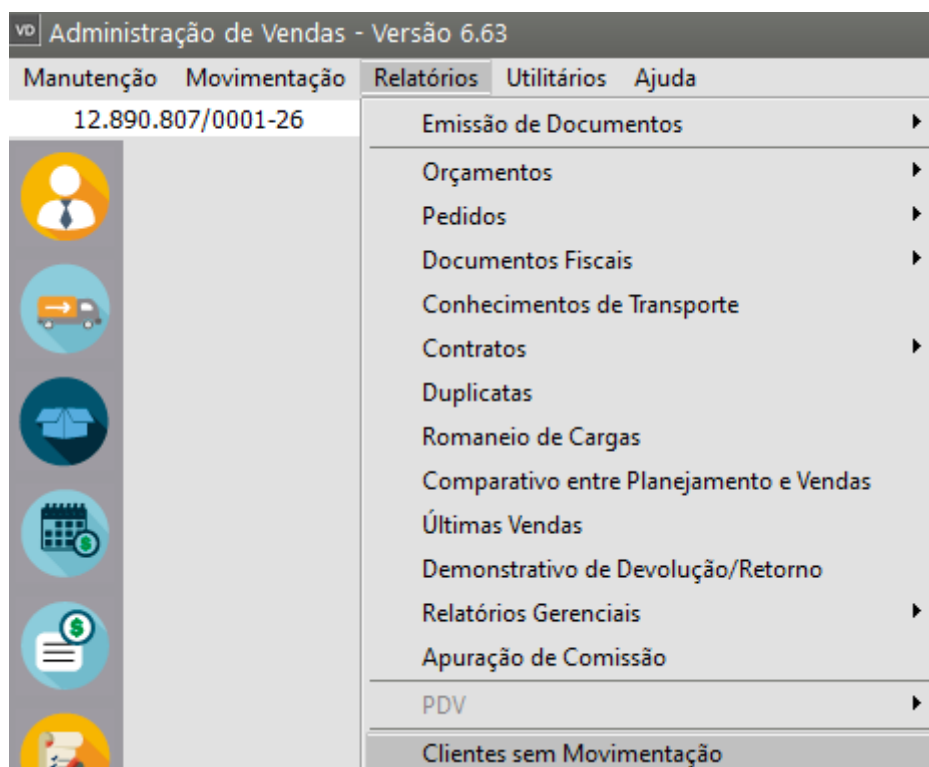 VD Administração de Vendas - Versão 6.63
Manutenção Movimentação Relatórios Utilitários Ajuda
12.890.807/0001-26
Emissão de Documentos
Orçamentos
Pedidos
Documentos Fiscais
Conhecimentos de Transporte
Contratos
Duplicatas
Romaneio de Cargas
Comparativo entre Planejamento e Vendas
Últimas Vendas
Demonstrativo de Devolução/Retorno
Relatórios Gerenciais
Apuração de Comissão
PDV
Clientes sem Movimentação
$
$